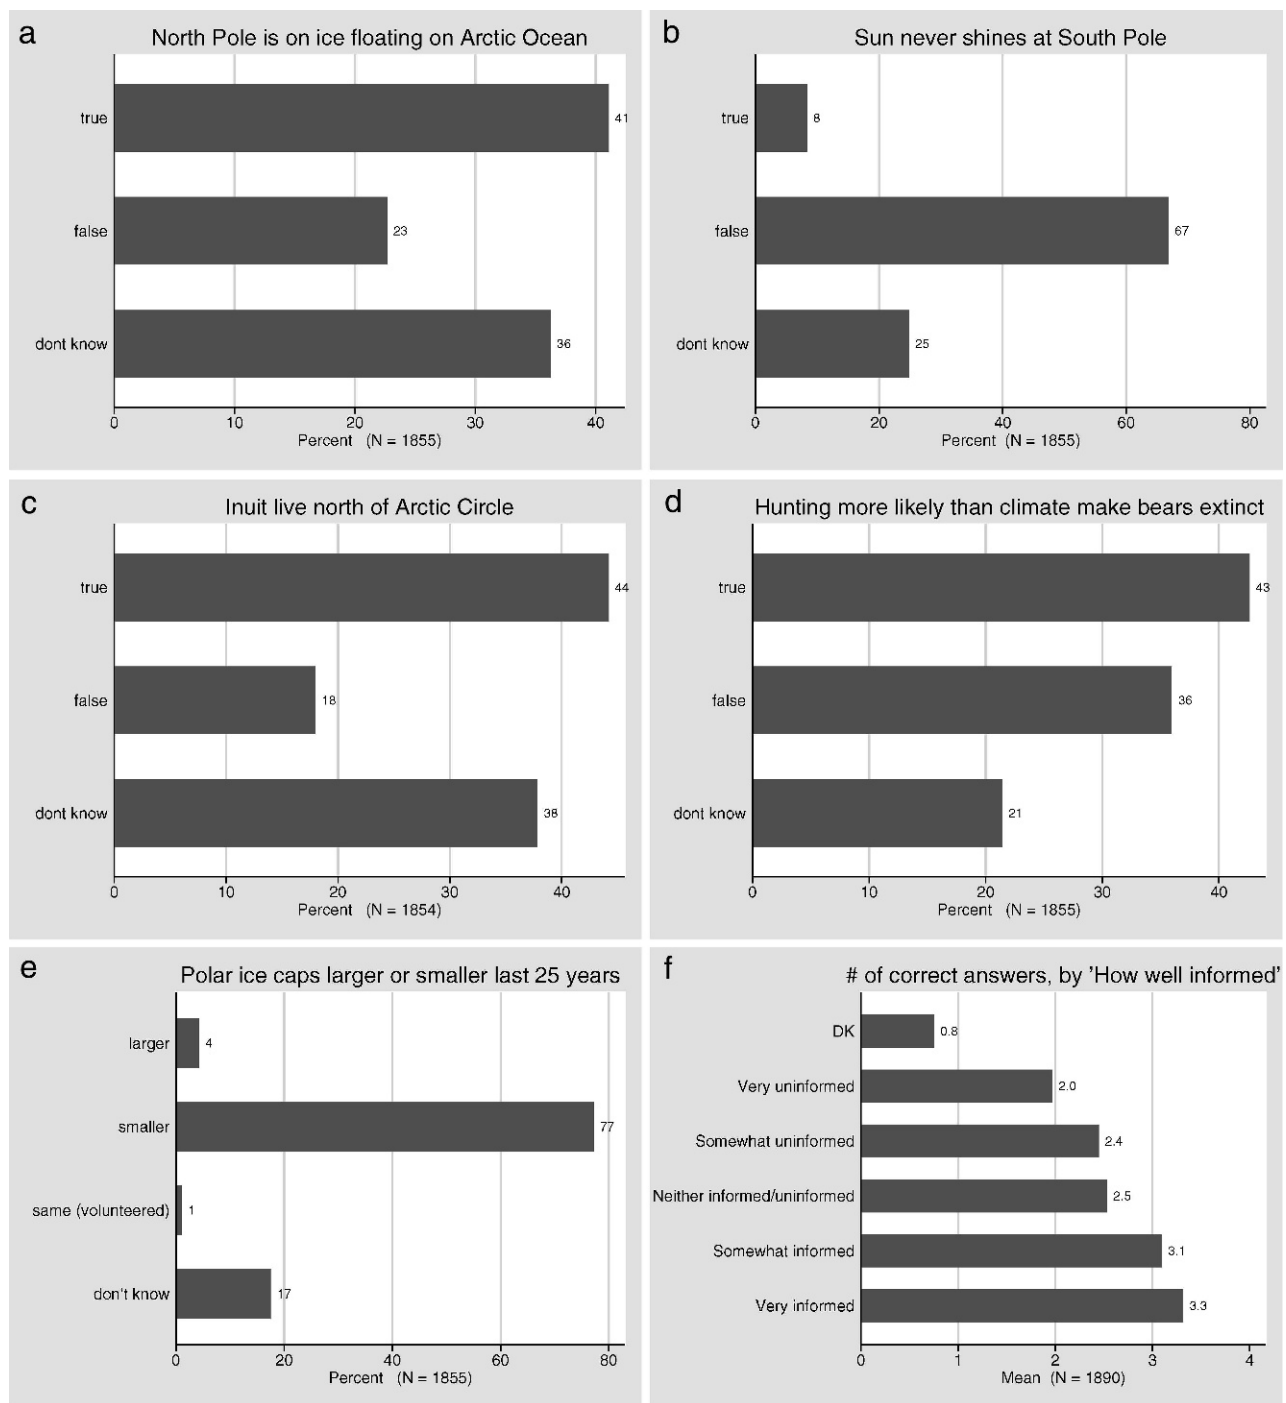 a
North Pole is on ice floating on Arctic Ocean
true
41
false
23
dont know
36
0 10 20 30 40
Percent (N = 1855)
b
Sun never shines at South Pole
true
8
false
67
dont know
25
0 20 40 60 80
Percent (N = 1855)
c
Inuit live north of Arctic Circle
true
44
false
18
dont know
38
0 10 20 30 40
Percent (N = 1854)
d
Hunting more likely than climate make bears extinct
true
43
false
36
dont know
21
0 10 20 30 40
Percent (N = 1855)
e
Polar ice caps larger or smaller last 25 years
larger
4
smaller
77
same (volunteered)
1
don't know
17
0 20 40 60 80
Percent (N = 1855)
f
# of correct answers, by ’How well informed’
DK
0.8
Very uninformed
2.0
Somewhat uninformed
2.4
Neither informed/uninformed
2.5
Somewhat informed
3.1
Very informed
3.3
0 1 2 3 4
Mean (N = 1890)